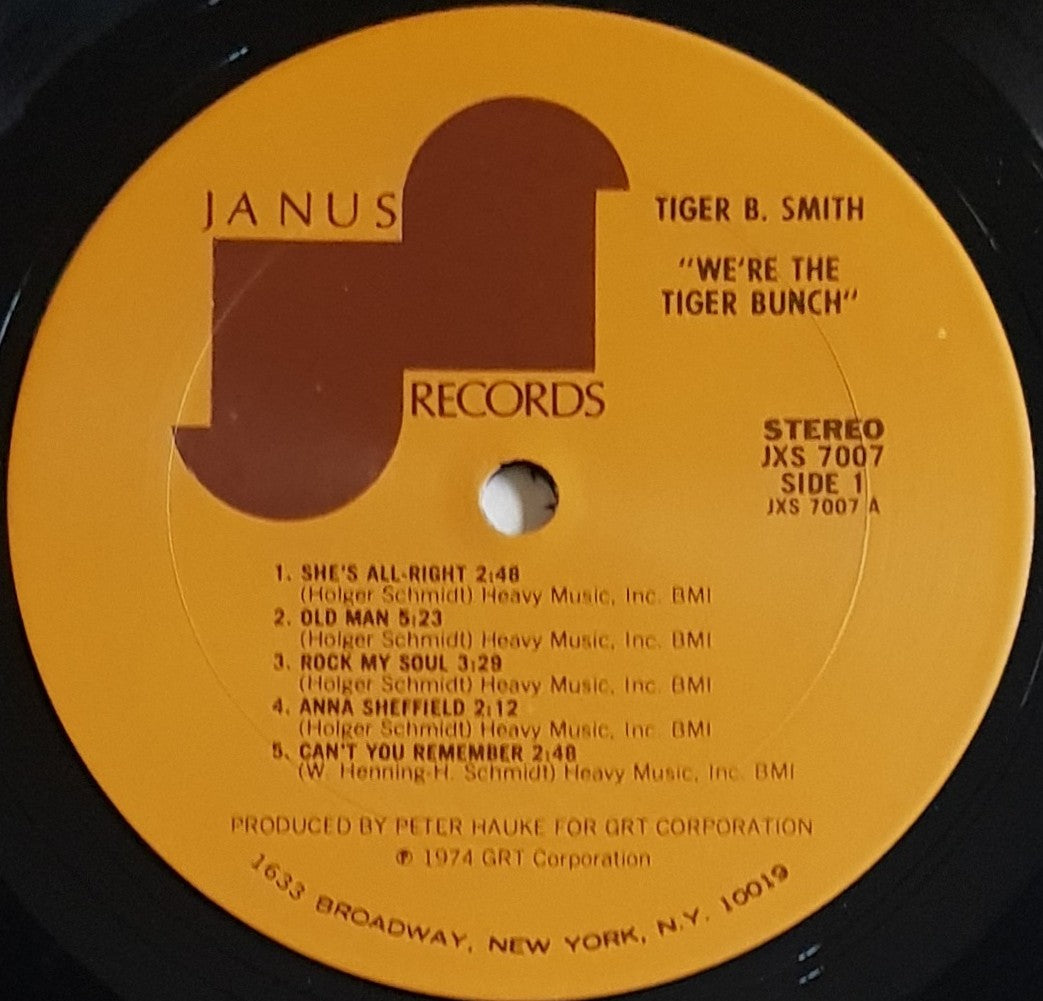 JANUS
RECORDS
TIGER B. SMITH
"WE'RE THE
TIGER BUNCH"
STEREO
JXS 7007
SIDE 1
JXS 7007 A
1. SHE'S ALL-RIGHT 2:48
(Holger Schmidt) Heavy Music, Inc. BMI
2. OLD MAN 5:23
(Holger Schmidt) Heavy Music, Inc. BMI
3. ROCK MY SOUL 3:29
(Holger Schmidt) Heavy Music, Inc. BMI
4. ANNA SHEFFIELD 2:12
(Holger Schmidt) Heavy Music, Inc. BMI
5. CAN'T YOU REMEMBER 2:48
(W. Henning-H. Schmidt) Heavy Music, Inc. BMI
PRODUCED BY PETER HAUKE FOR GRT CORPORATION
℗ 1974 GRT Corporation
1633 BROADWAY, NEW YORK, N.Y. 10019